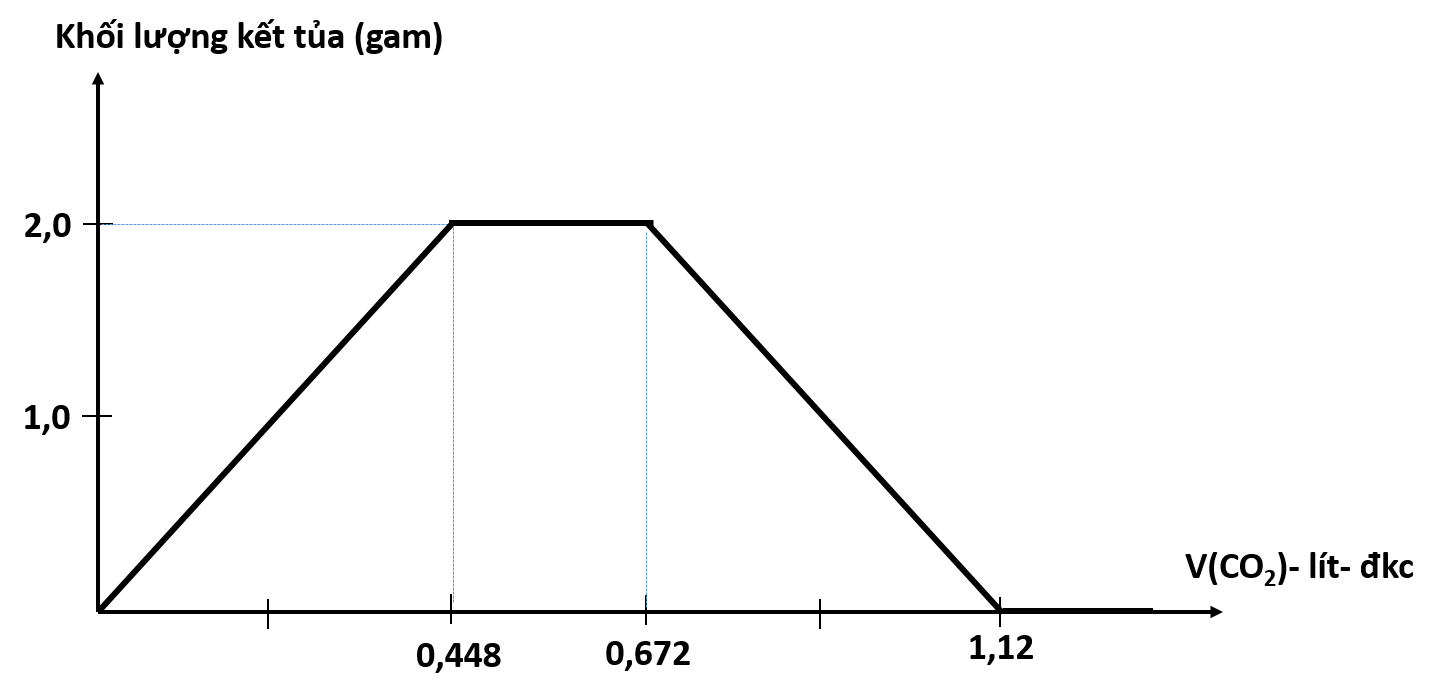 Khối lượng kết tủa (gam)
2,0
1,0
V(CO₂)- lít- đkc
0,448
0,672
1,12